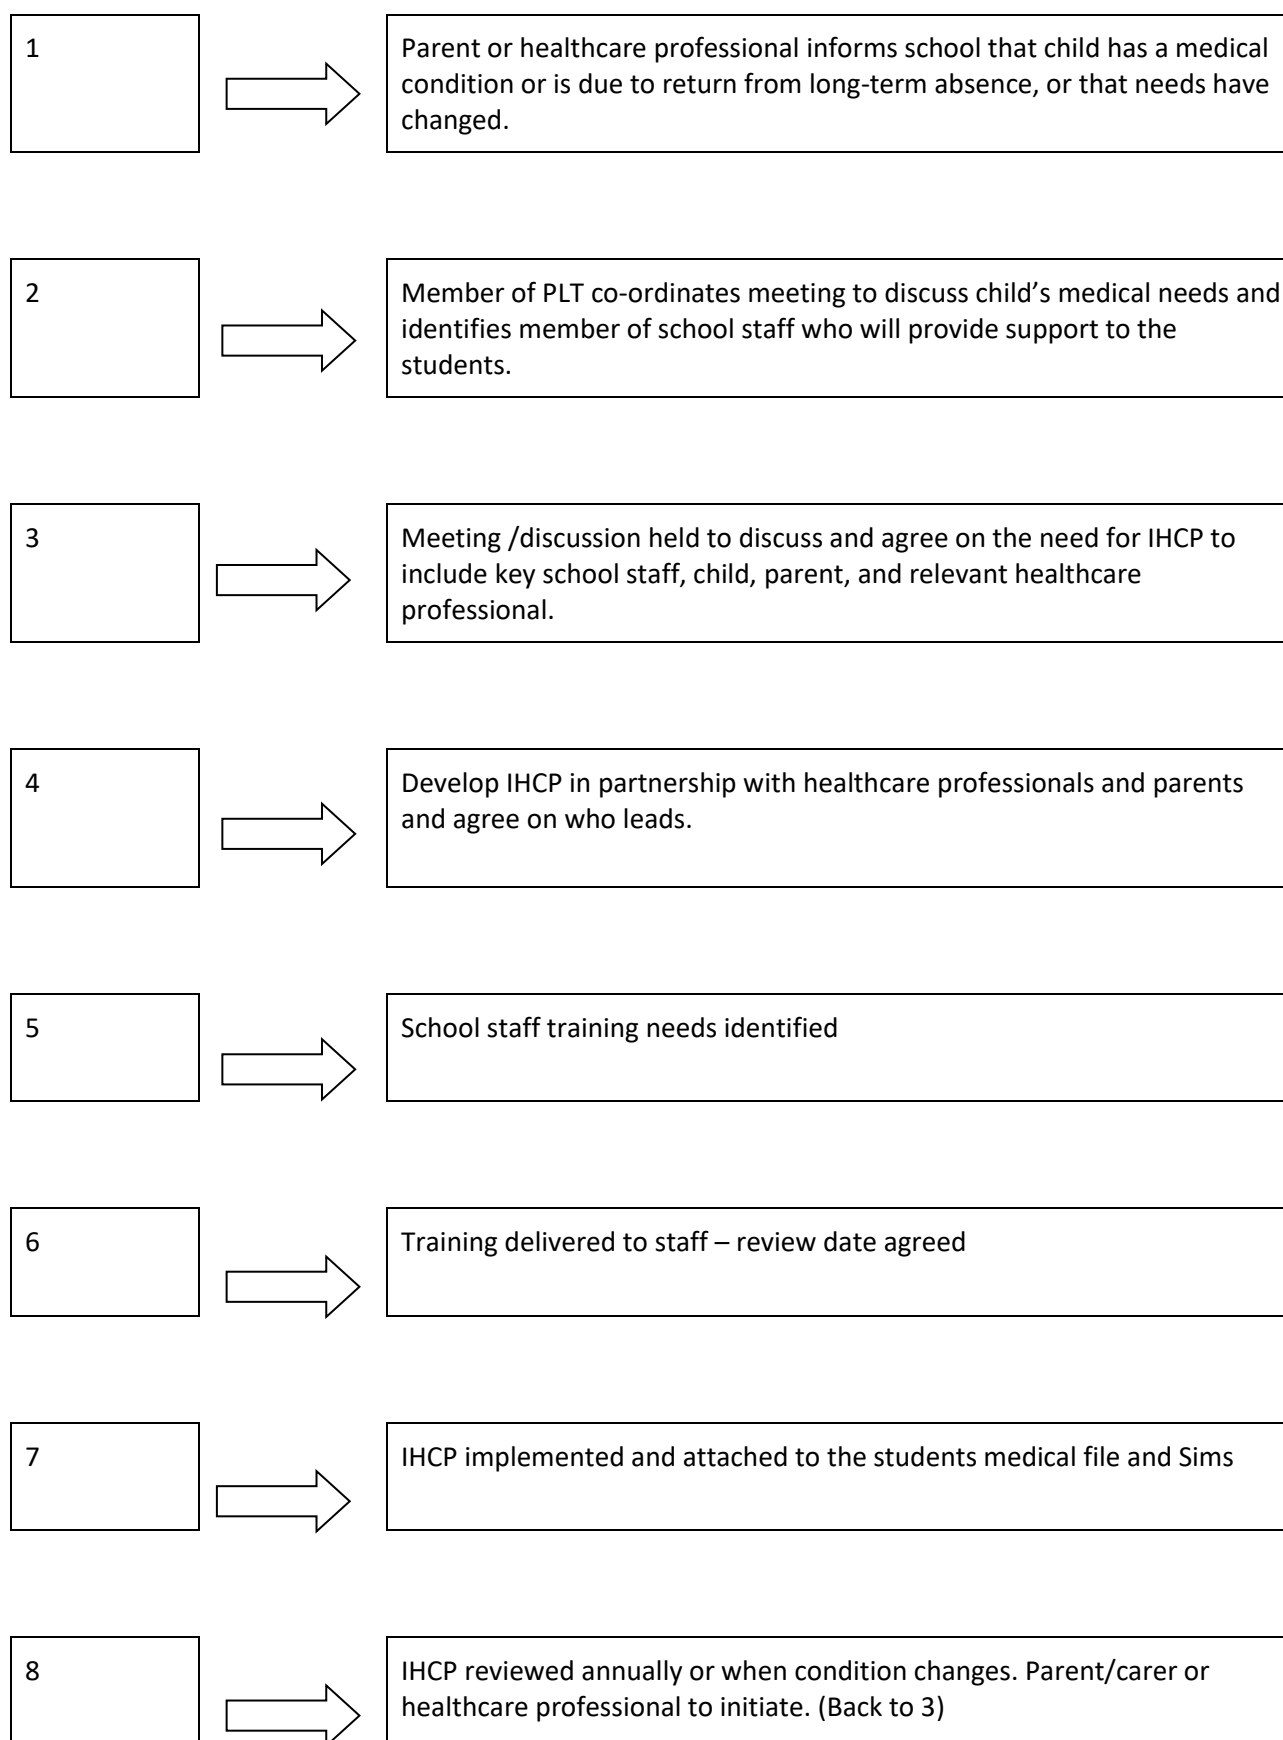 1
Parent or healthcare professional informs school that child has a medical
condition or is due to return from long-term absence, or that needs have
changed.
2
Member of PLT co-ordinates meeting to discuss child’s medical needs and
identifies member of school staff who will provide support to the
students.
3
Meeting /discussion held to discuss and agree on the need for IHCP to
include key school staff, child, parent, and relevant healthcare
professional.
4
Develop IHCP in partnership with healthcare professionals and parents
and agree on who leads.
5
School staff training needs identified
6
Training delivered to staff – review date agreed
7
IHCP implemented and attached to the students medical file and Sims
8
IHCP reviewed annually or when condition changes. Parent/carer or
healthcare professional to initiate. (Back to 3)